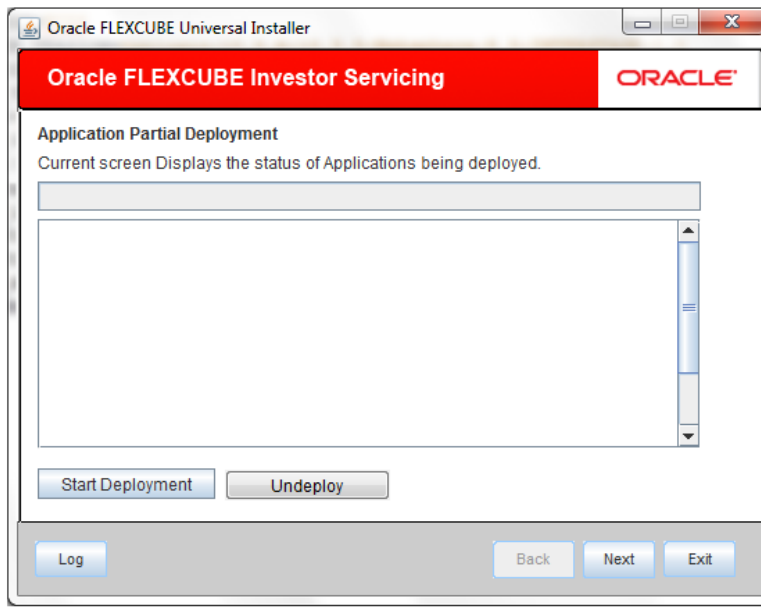 Oracle FLEXCUBE Universal Installer
Oracle FLEXCUBE Investor Servicing
ORACLE
Application Partial Deployment
Current screen Displays the status of Applications being deployed.
Start Deployment
Undeploy
Log
Back
Next
Exit